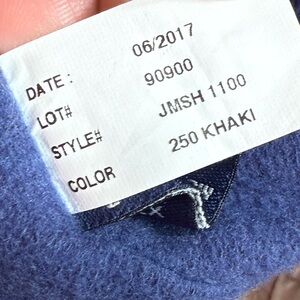 DATE: 06/2017
LOT# 90900
STYLE# JMSH 1100
COLOR 250 KHAKI